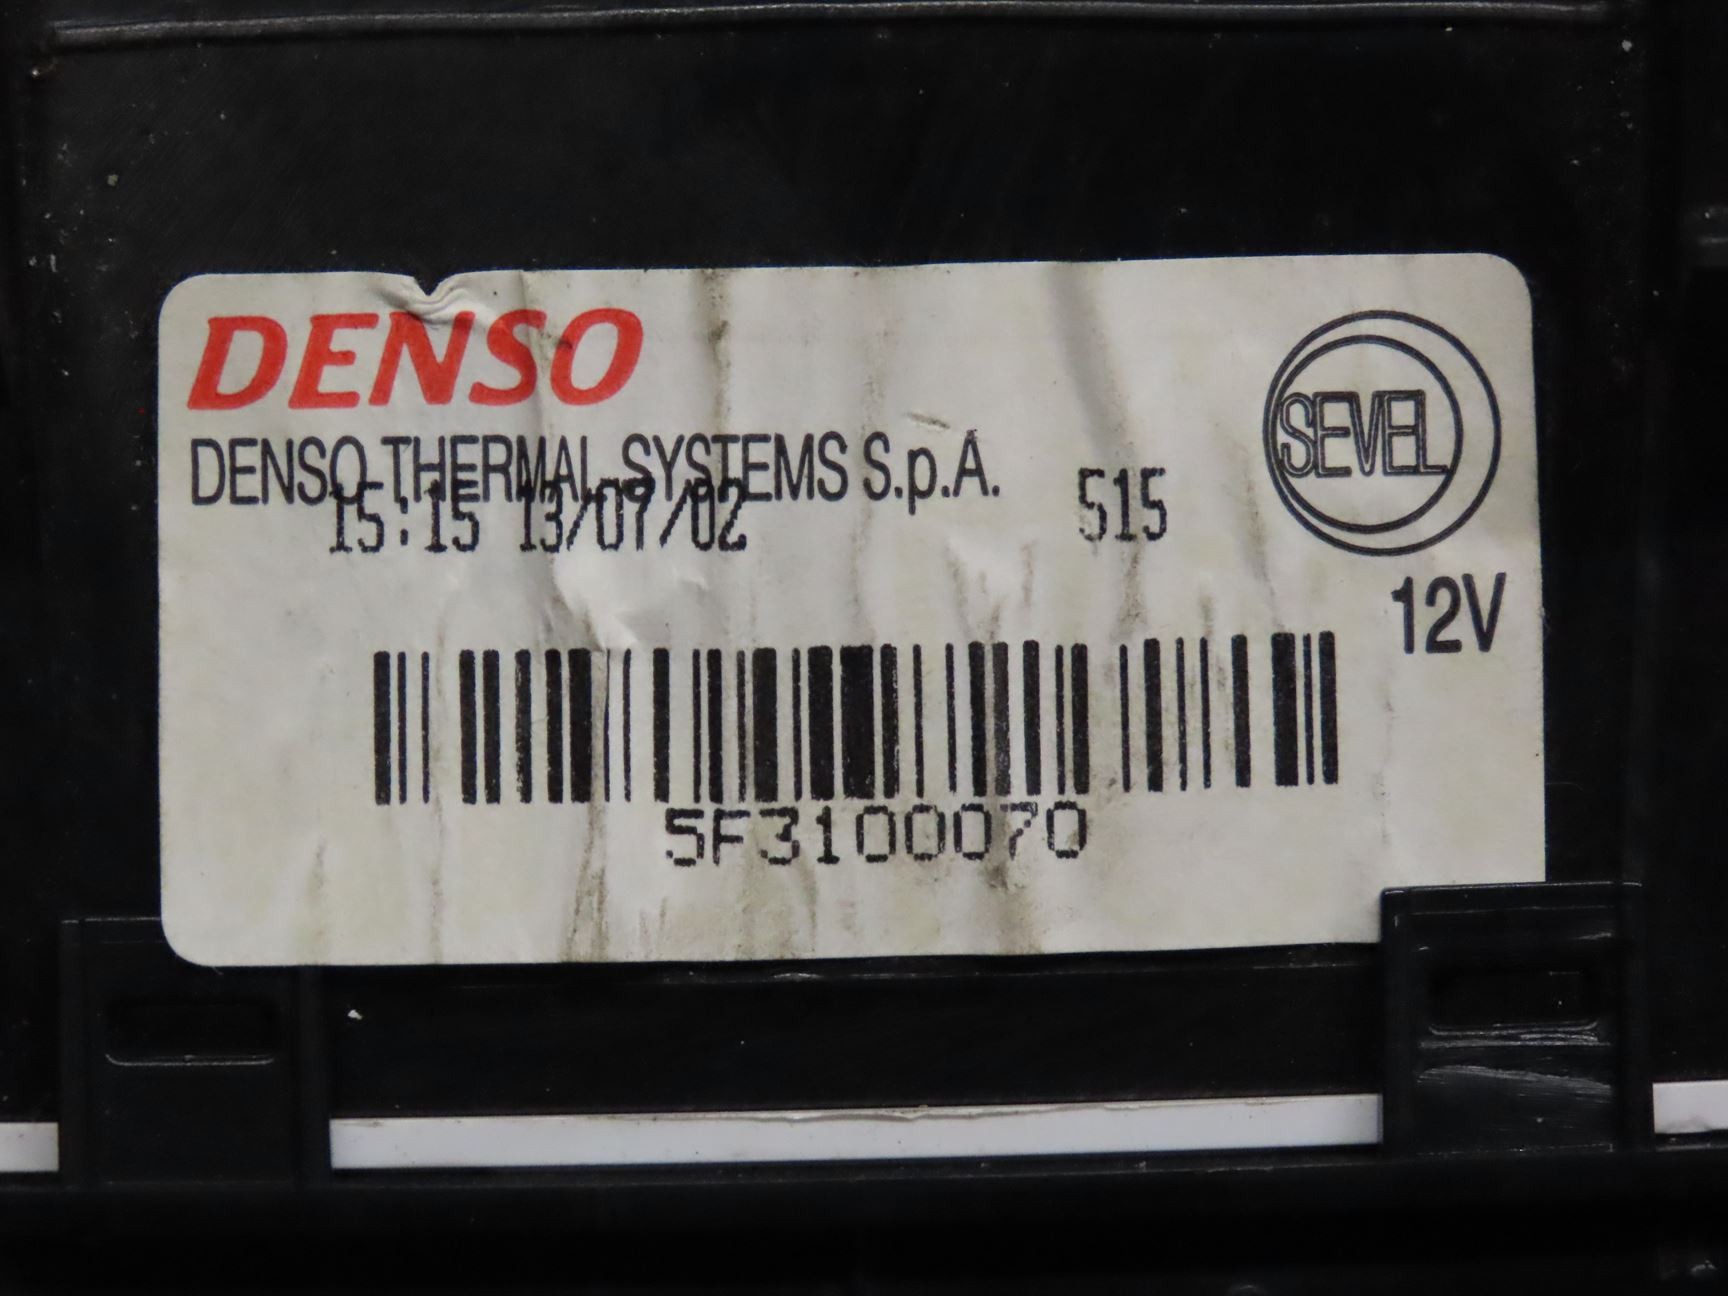 DENSO
DENSO THERMAL SYSTEMS S.p.A.
SEVEL
15:15 13/07/02 515
12V
5F3100070